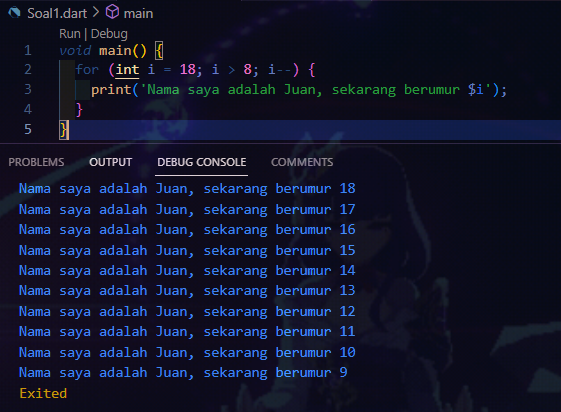 Soal1.dart > main
Run | Debug
1 void main() {
2 for (int i = 18; i > 8; i--) {
3 print('Nama saya adalah Juan, sekarang berumur $i');
4 }
5 }
PROBLEMS OUTPUT DEBUG CONSOLE COMMENTS
Nama saya adalah Juan, sekarang berumur 18
Nama saya adalah Juan, sekarang berumur 17
Nama saya adalah Juan, sekarang berumur 16
Nama saya adalah Juan, sekarang berumur 15
Nama saya adalah Juan, sekarang berumur 14
Nama saya adalah Juan, sekarang berumur 13
Nama saya adalah Juan, sekarang berumur 12
Nama saya adalah Juan, sekarang berumur 11
Nama saya adalah Juan, sekarang berumur 10
Nama saya adalah Juan, sekarang berumur 9
Exited